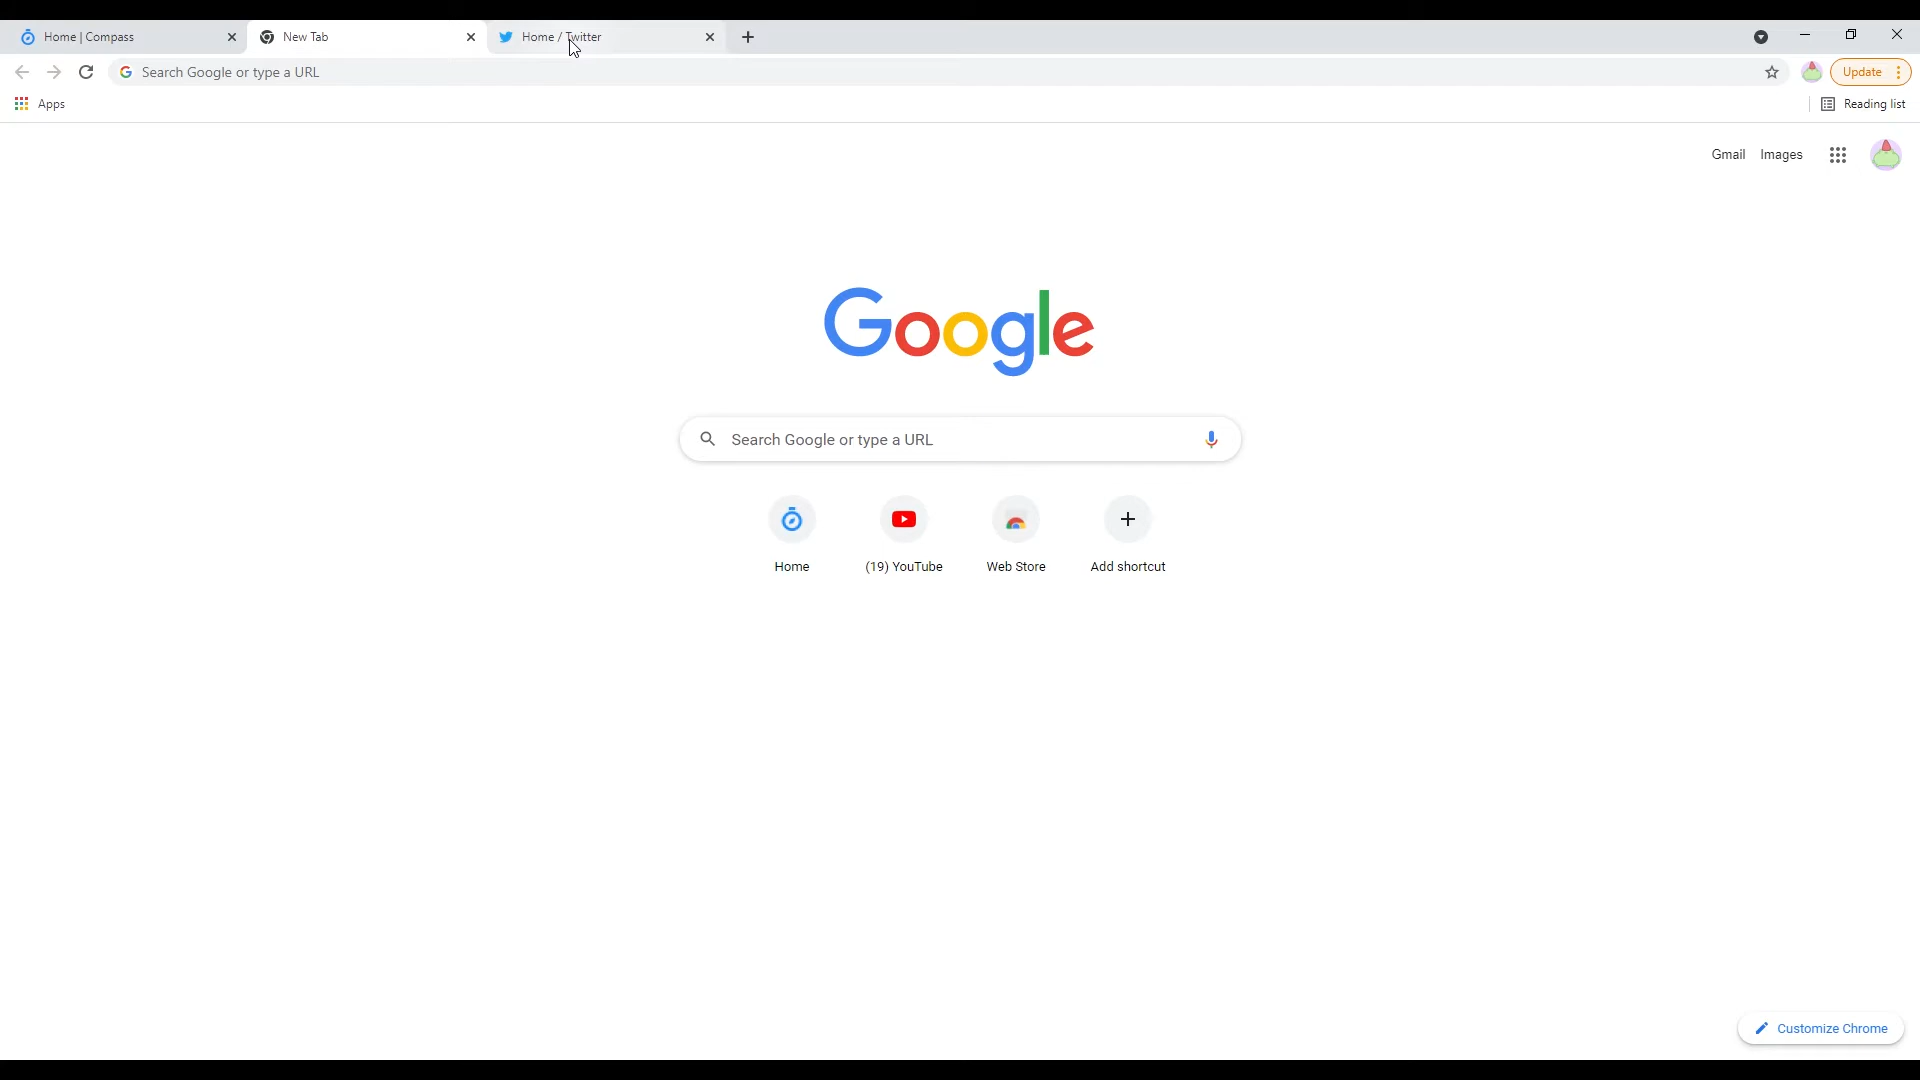 Home | Compass
New Tab
Home / Twitter
Search Google or type a URL
Update
Apps
Reading list
Gmail Images
Google
Search Google or type a URL
Home
(19) YouTube
Web Store
Add shortcut
Customize Chrome